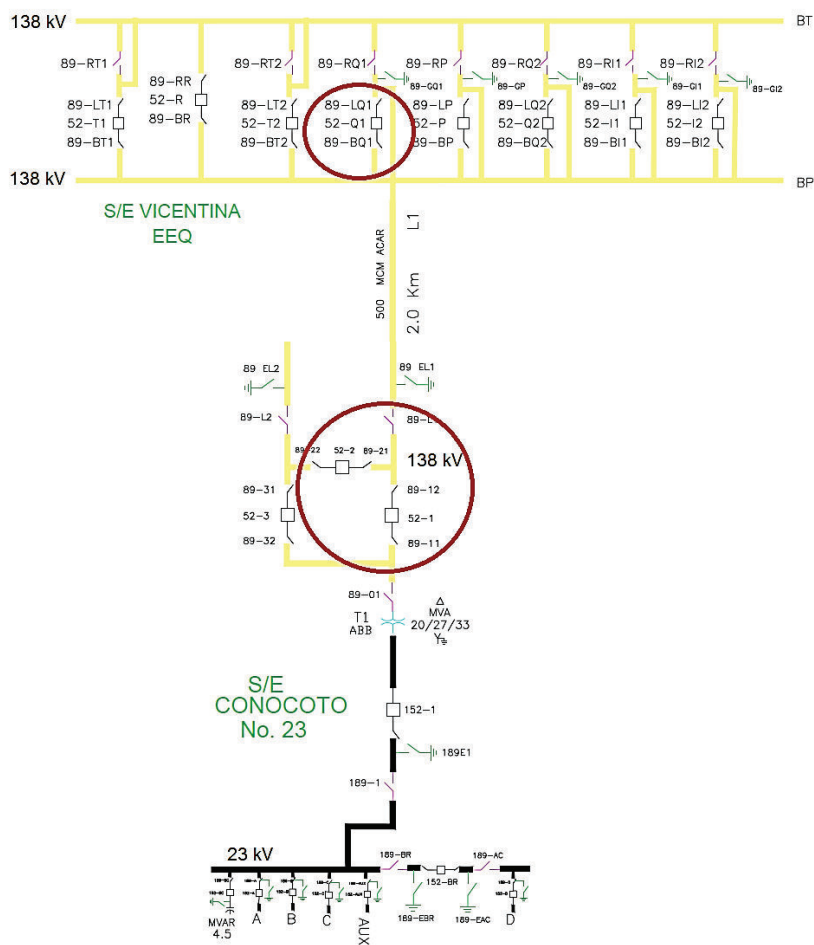 138 kV
BT
89-RT1
89-RR
52-R
89-BR
89-RT2
89-RQ1
89-GQ1
89-RP
89-GP
89-RQ2
89-GQ2
89-RI1
89-GI1
89-RI2
89-GI2
89-LT1
52-T1
89-BT1
89-LT2
52-T2
89-BT2
89-LQ1
52-Q1
89-BQ1
89-LP
52-P
89-BP
89-LQ2
52-Q2
89-BQ2
89-LI1
52-I1
89-BI1
89-LI2
52-I2
89-BI2
138 kV
BP
S/E VICENTINA
EEQ
500 MCM ACAR
L1
2.0 Km
89 EL2
89 EL1
89-L2
52-2
89-21
138 kV
89-31
52-3
89-32
89-12
52-1
89-11
89-01
T1
ABB
MVA
20/27/33
S/E
CONOCOTO
No. 23
152-1
189E1
189-1
23 kV
189-BR
152-BR
189-AC
189-EBR
189-EAC
MVAR
4.5
A
B
C
AUX
D